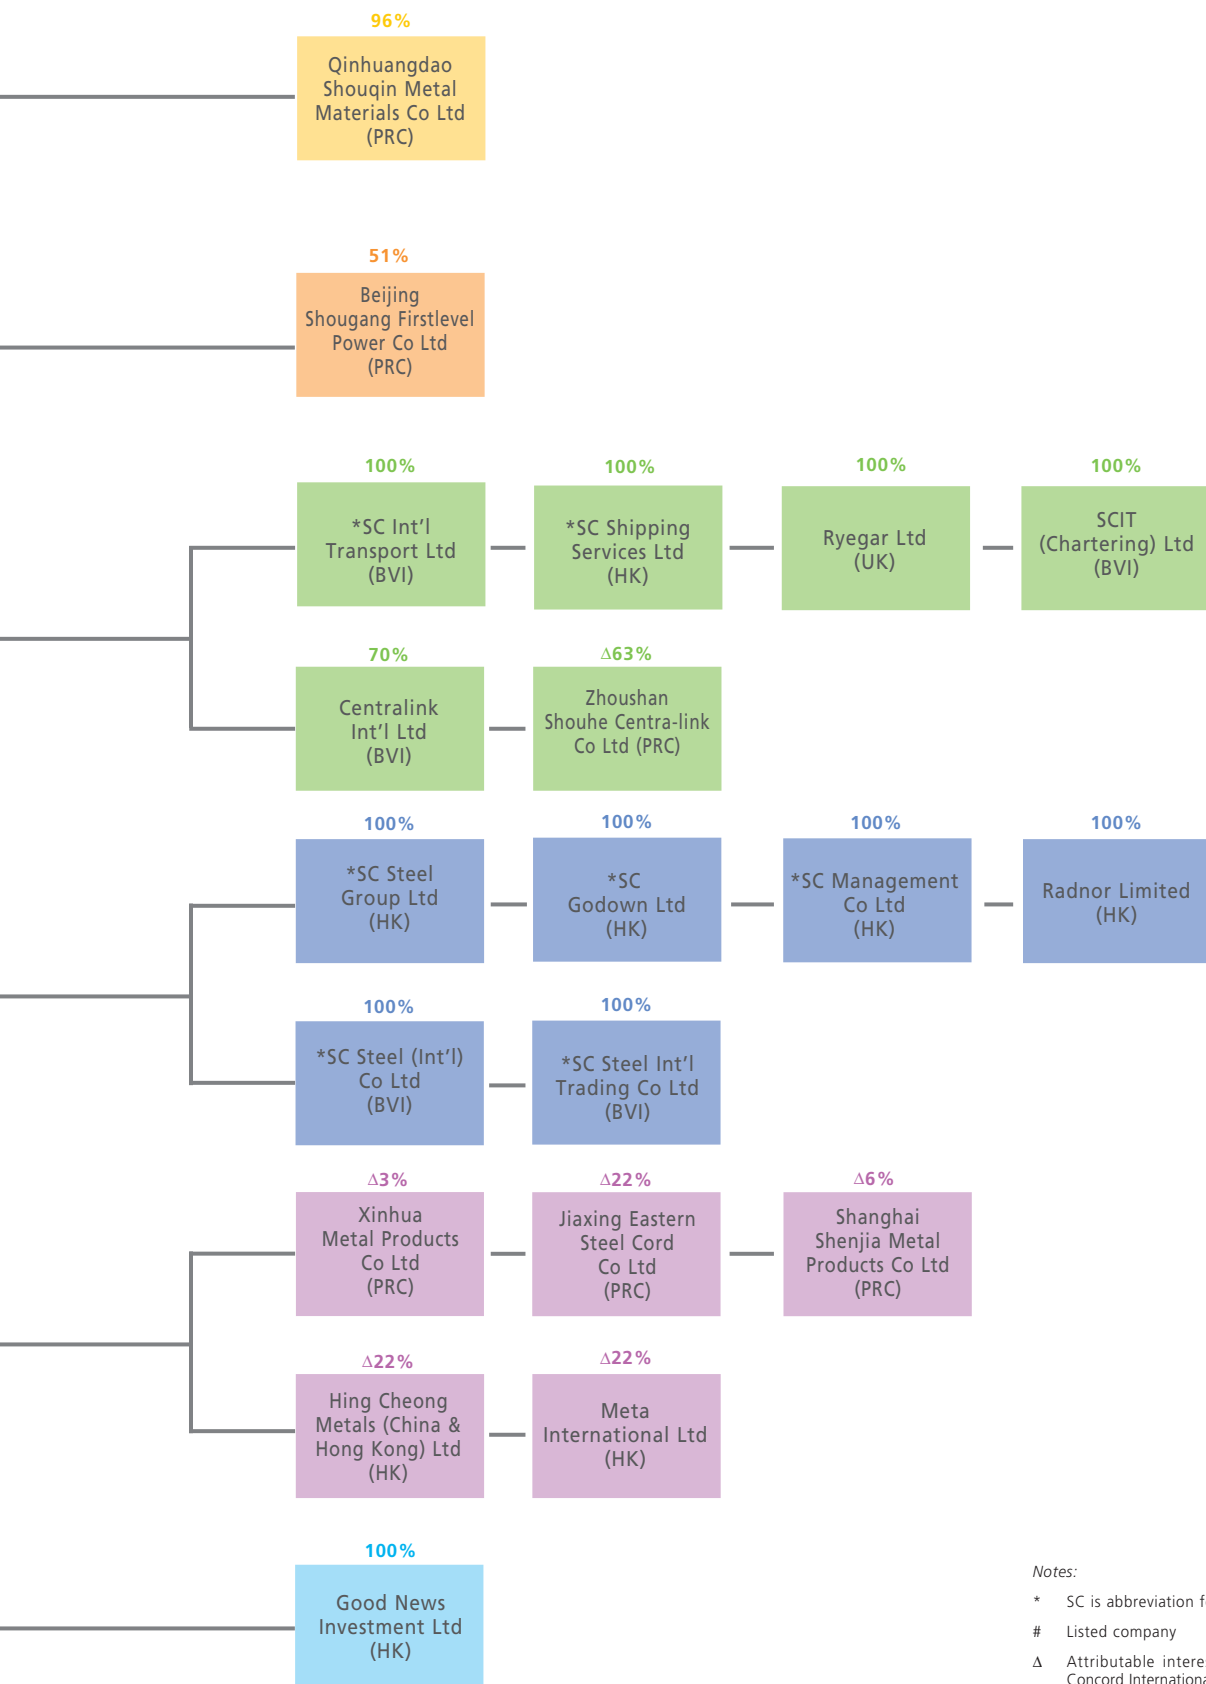 96%
Qinhuangdao
Shouqin Metal
Materials Co Ltd
(PRC)
51%
Beijing
Shougang Firstlevel
Power Co Ltd
(PRC)
100%
*SC Int'l
Transport Ltd
(BVI)
100%
*SC Shipping
Services Ltd
(HK)
100%
Ryegar Ltd
(UK)
100%
SCIT
(Chartering) Ltd
(BVI)
70%
Centralink
Int'l Ltd
(BVI)
Δ63%
Zhoushan
Shouhe Centra-link
Co Ltd (PRC)
100%
*SC Steel
Group Ltd
(HK)
100%
*SC
Godown Ltd
(HK)
100%
*SC Management
Co Ltd
(HK)
100%
Radnor Limited
(HK)
100%
*SC Steel (Int'l)
Co Ltd
(BVI)
100%
*SC Steel Int'l
Trading Co Ltd
(BVI)
Δ3%
Xinhua
Metal Products
Co Ltd
(PRC)
Δ22%
Jiaxing Eastern
Steel Cord
Co Ltd
(PRC)
Δ6%
Shanghai
Shenjia Metal
Products Co Ltd
(PRC)
Δ22%
Hing Cheong
Metals (China &
Hong Kong) Ltd
(HK)
Δ22%
Meta
International Ltd
(HK)
100%
Good News
Investment Ltd
(HK)
Notes:
* SC is abbreviation
# Listed company
Δ Attributable
Concord